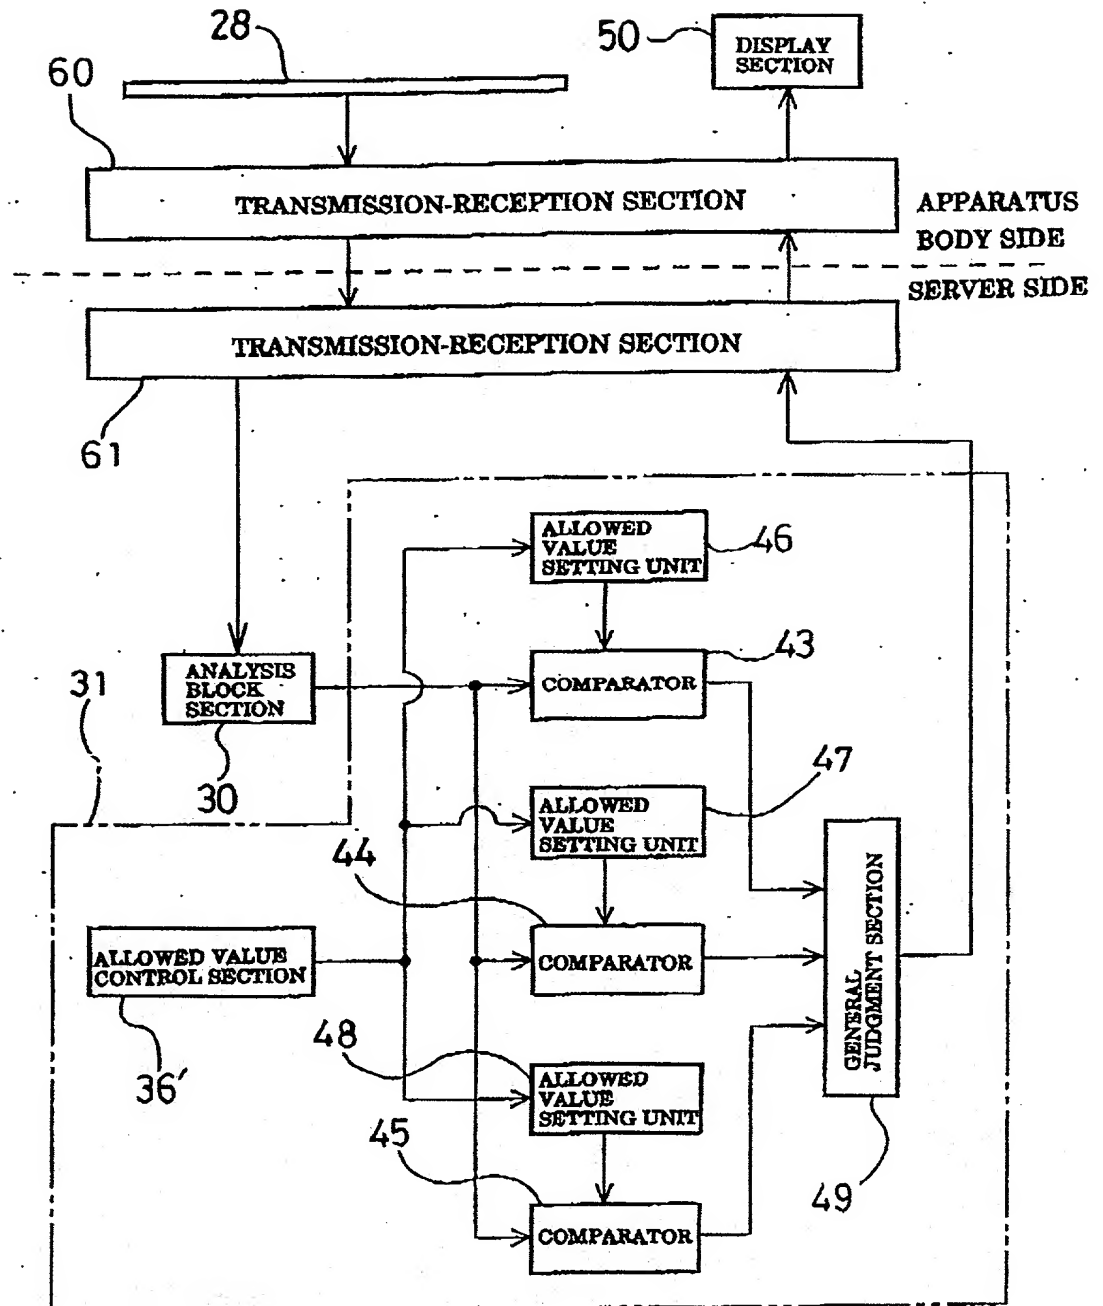 28
50
DISPLAY
SECTION
60
TRANSMISSION-RECEPTION SECTION
APPARATUS
BODY SIDE
SERVER SIDE
TRANSMISSION-RECEPTION SECTION
61
ALLOWED
VALUE
SETTING UNIT
46
43
COMPARATOR
ANALYSIS
BLOCK
SECTION
31
30
47
ALLOWED
VALUE
SETTING UNIT
44
COMPARATOR
ALLOWED VALUE
CONTROL SECTION
36'
GENERAL
JUDGMENT SECTION
48
ALLOWED
VALUE
SETTING UNIT
45
49
COMPARATOR